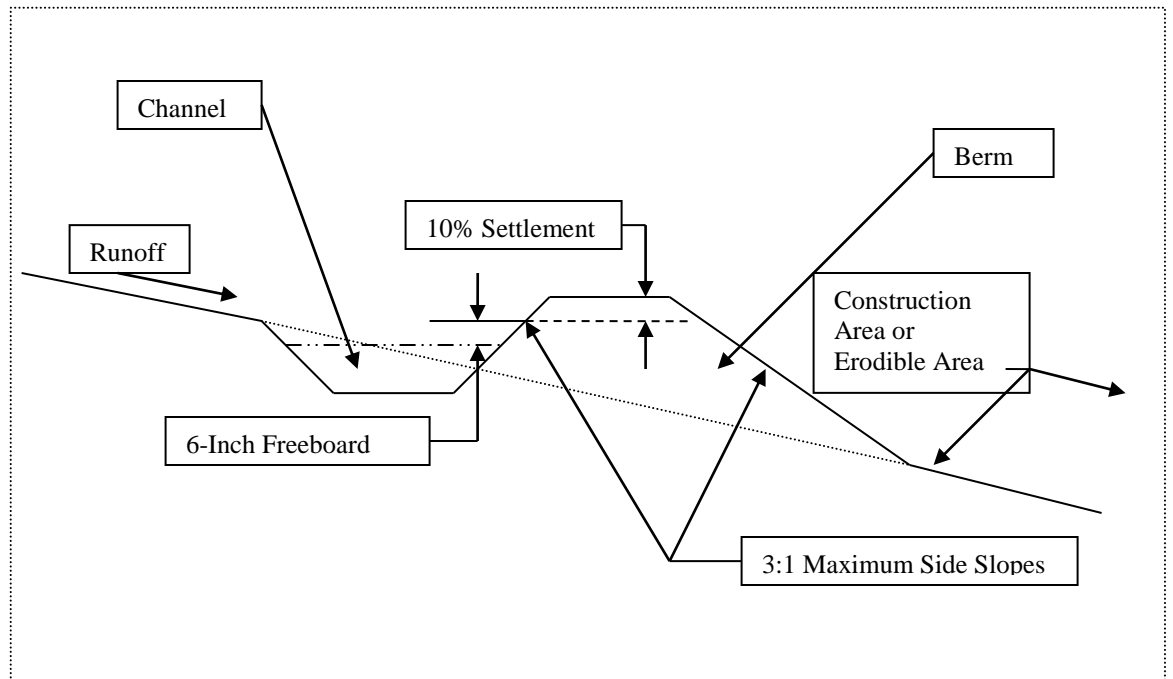 Channel
Berm
10% Settlement
Runoff
Construction
Area or
Erodible Area
6-Inch Freeboard
3:1 Maximum Side Slopes